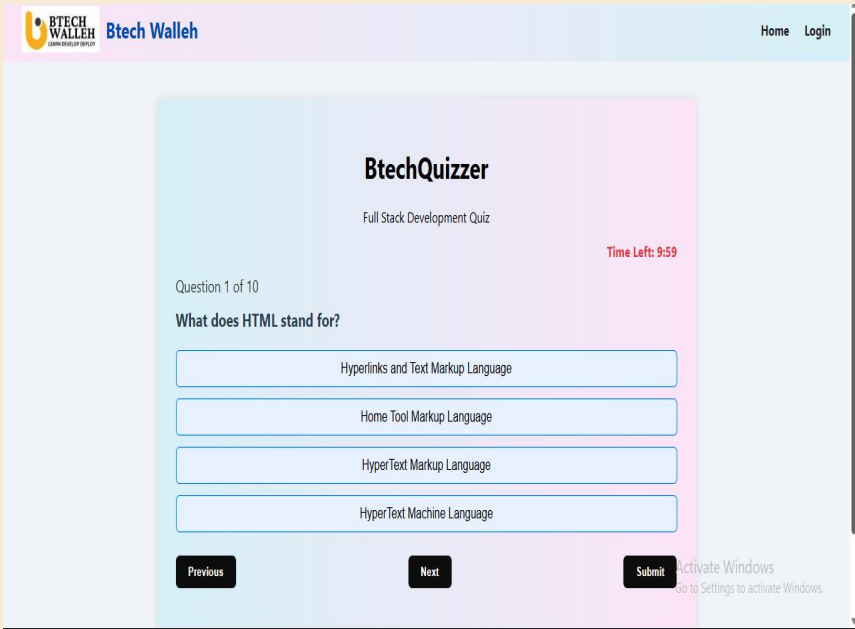 BTECH
WALLEH
LEARN DEVELOP DEPLOY
Btech Walleh
Home Login
BtechQuizzer
Full Stack Development Quiz
Time Left: 9:59
Question 1 of 10
What does HTML stand for?
Hyperlinks and Text Markup Language
Home Tool Markup Language
HyperText Markup Language
HyperText Machine Language
Previous Next Submit
Activate Windows
Go to Settings to activate Windows.